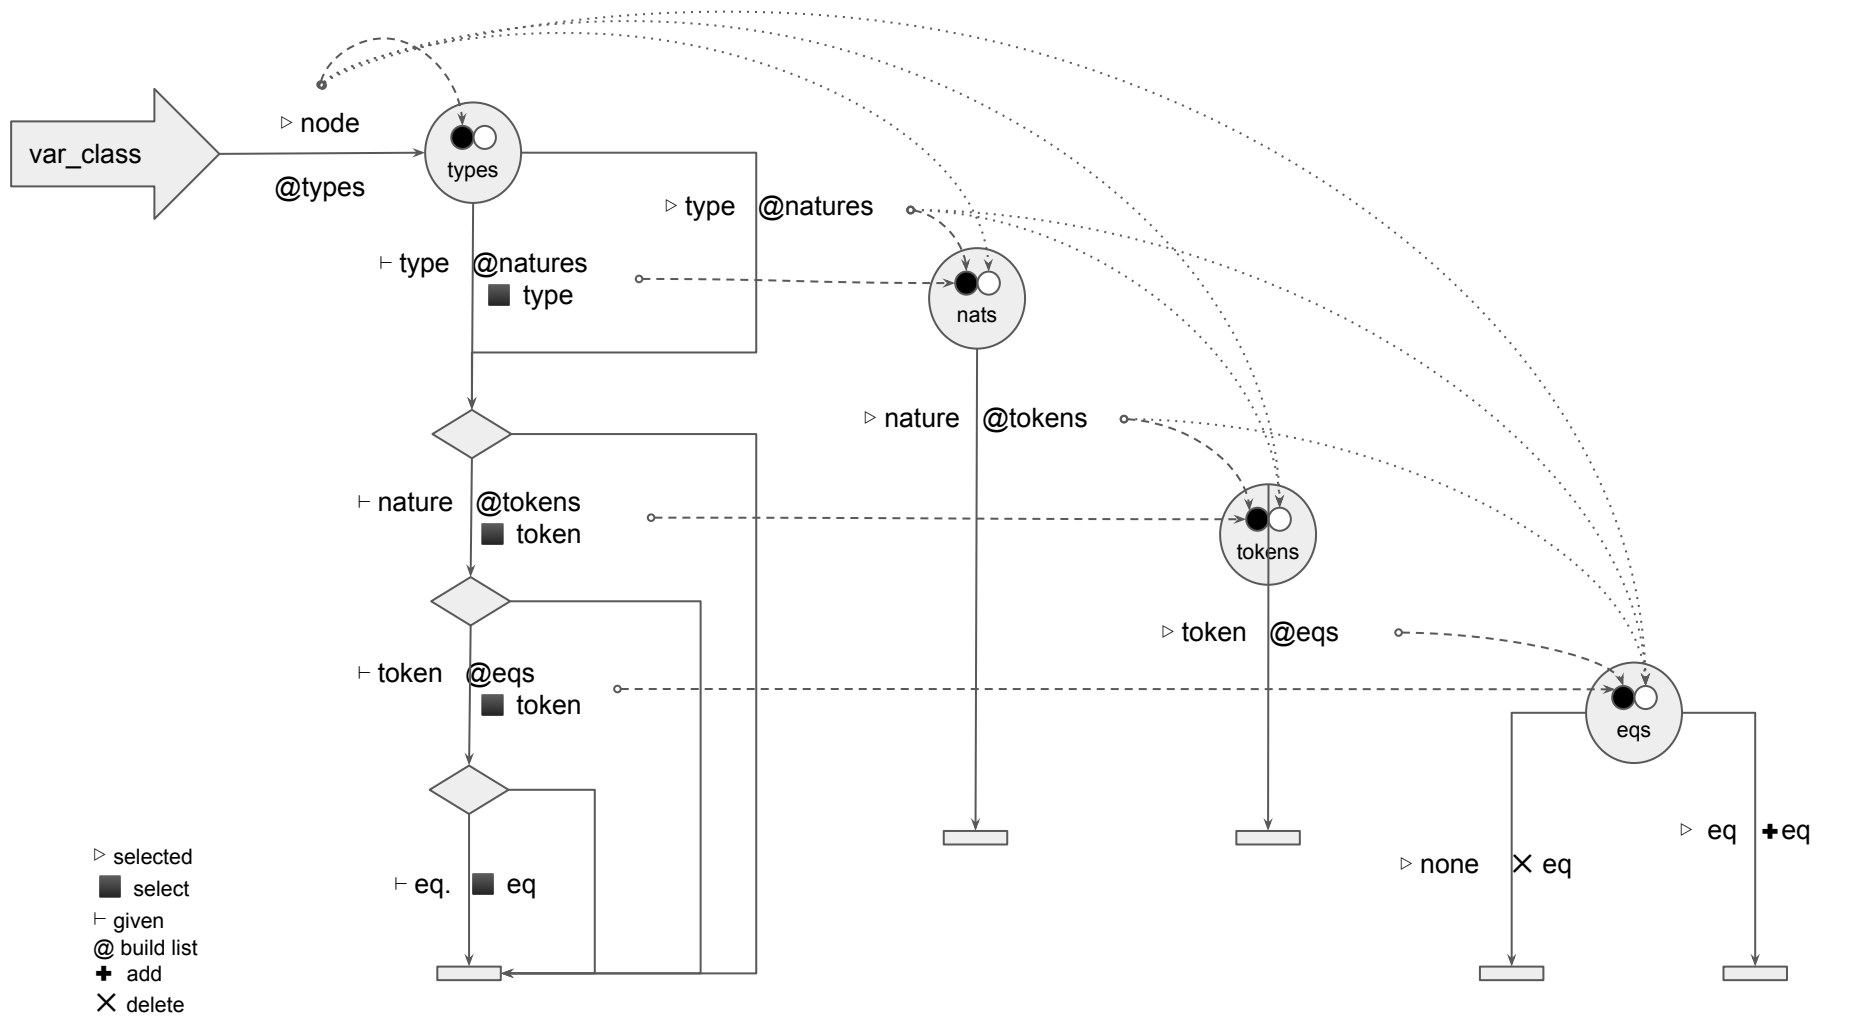 ▷ node
var_class
@types
types
▷ type @natures
⊢ type @natures
■ type
nats
▷ nature @tokens
⊢ nature @tokens
■ token
tokens
▷ token @eqs
⊢ token @eqs
■ token
eqs
▷ eq ✚eq
▷ none ✕ eq
⊢ eq. ■ eq
▷ selected
■ select
⊢ given
@ build list
✚ add
✕ delete